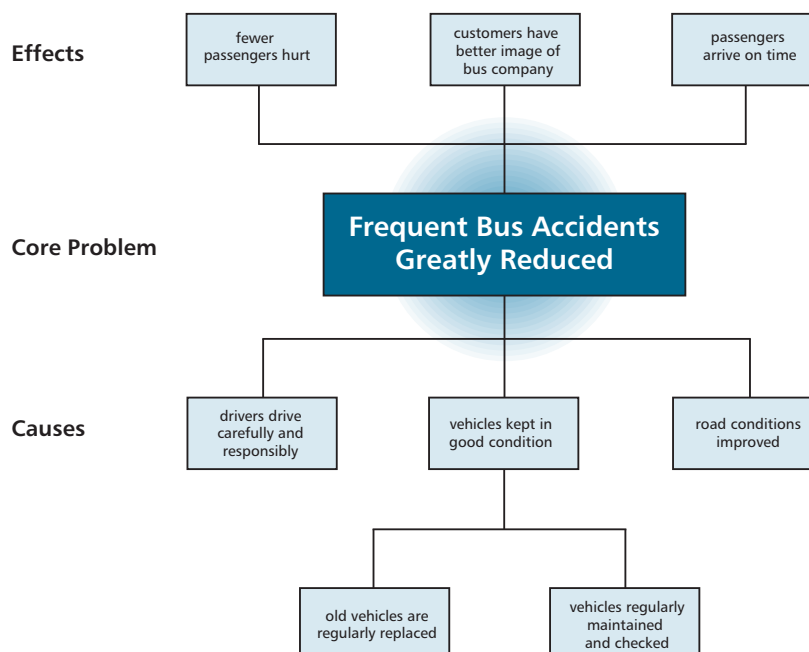 Effects
fewer
passengers hurt
customers have
better image of
bus company
passengers
arrive on time
Core Problem
Frequent Bus Accidents
Greatly Reduced
Causes
drivers drive
carefully and
responsibly
vehicles kept in
good condition
road conditions
improved
old vehicles are
regularly replaced
vehicles regularly
maintained
and checked